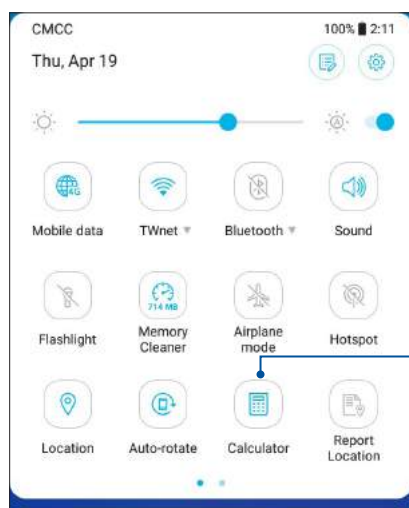 CMCC 100% 2:11
Thu, Apr 19
A
4G
Mobile data TWnet Bluetooth Sound
714 MB
Flashlight Memory Cleaner Airplane mode Hotspot
Location Auto-rotate Calculator Report Location